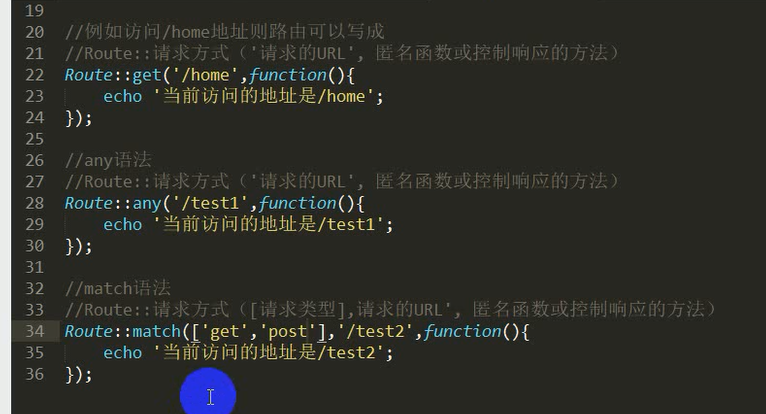 19
20 //例如访问/home地址则路由可以写成
21 //Route::请求方式（'请求的URL', 匿名函数或控制响应的方法）
22 Route::get('/home',function(){
23     echo '当前访问的地址是/home';
24 });
25
26 //any语法
27 //Route::请求方式（'请求的URL', 匿名函数或控制响应的方法）
28 Route::any('/test1',function(){
29     echo '当前访问的地址是/test1';
30 });
31
32 //match语法
33 //Route::请求方式（[请求类型],请求的URL', 匿名函数或控制响应的方法）
34 Route::match(['get','post'],'/test2',function(){
35     echo '当前访问的地址是/test2';
36 });